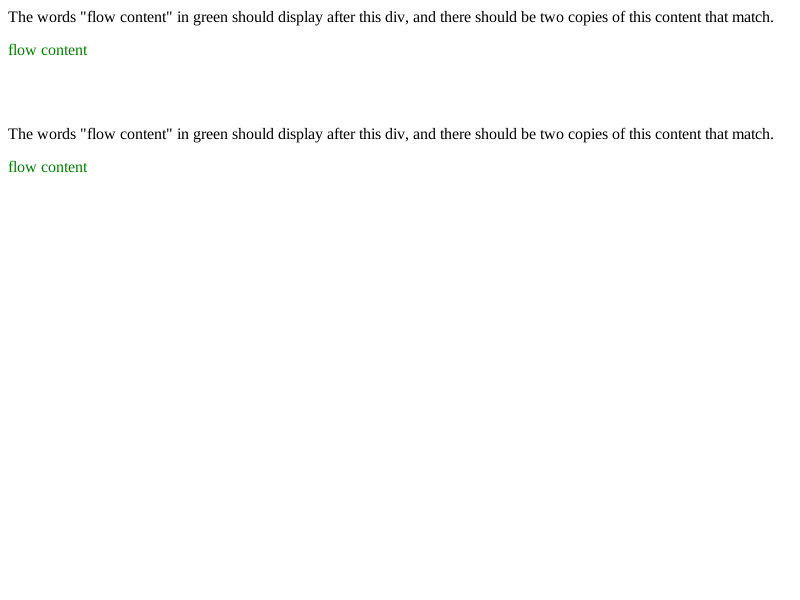 The words "flow content" in green should display after this div, and there should be two copies of this content that match.
flow content
The words "flow content" in green should display after this div, and there should be two copies of this content that match.
flow content